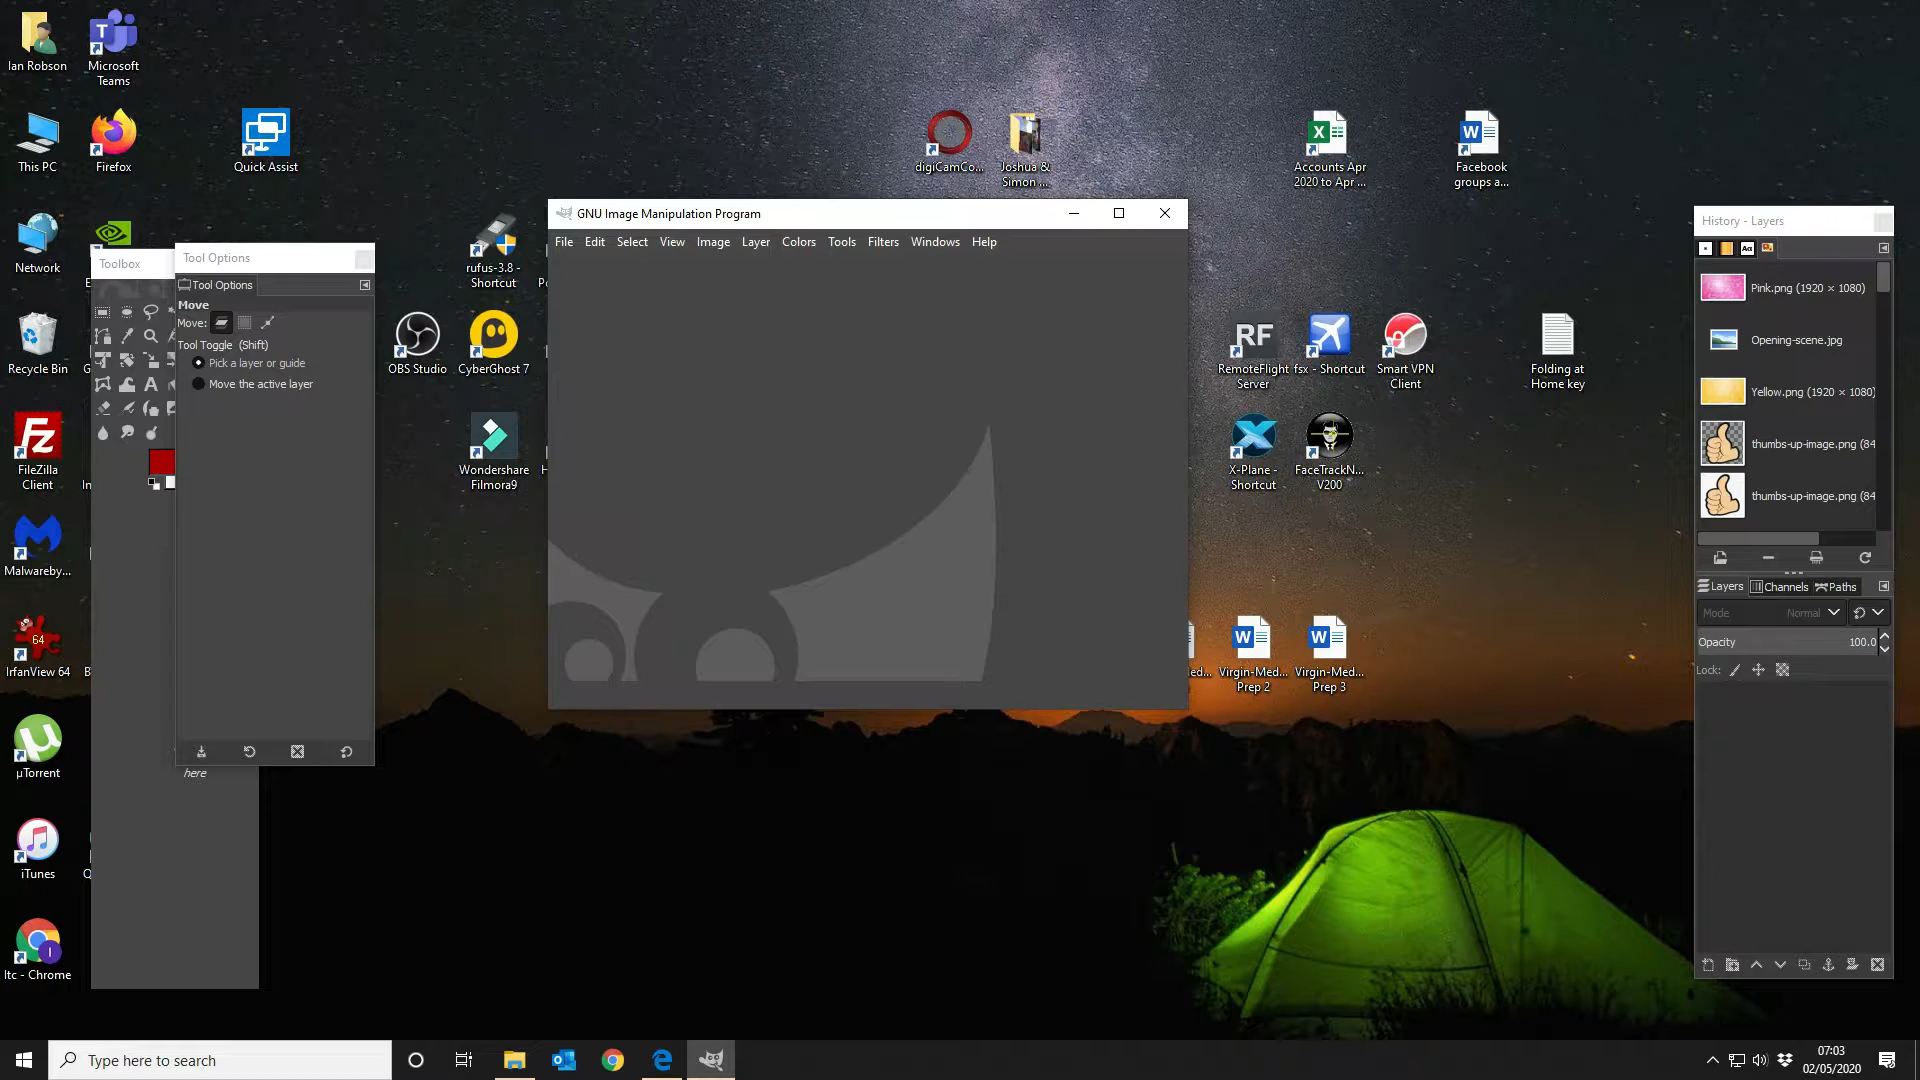 Ian Robson
Microsoft
Teams
This PC
Firefox
Quick Assist
digiCamCo...
Joshua &
Simon ...
Accounts Apr
2020 to Apr ...
Facebook
groups a...
Network
rufus-3.8 -
Shortcut
Toolbox
Tool Options
Tool Options
Move
Move:
Tool Toggle (Shift)
Pick a layer or guide
Move the active layer
here
GNU Image Manipulation Program
File Edit Select View Image Layer Colors Tools Filters Windows Help
Recycle Bin
OBS Studio
CyberGhost 7
RemoteFlight
Server
fsx - Shortcut
Smart VPN
Client
Folding at
Home key
FileZilla
Client
Wondershare
Filmora9
X-Plane -
Shortcut
FaceTrackN...
V200
Malwareby...
IrfanView 64
64
Virgin-Med...
Prep 2
Virgin-Med...
Prep 3
µTorrent
iTunes
ltc - Chrome
History - Layers
Pink.png (1920 × 1080)
Opening-scene.jpg
Yellow.png (1920 × 1080)
thumbs-up-image.png (84
thumbs-up-image.png (84
Layers Channels Paths
Mode Normal
Opacity 100.0
Lock:
Type here to search
07:03
02/05/2020